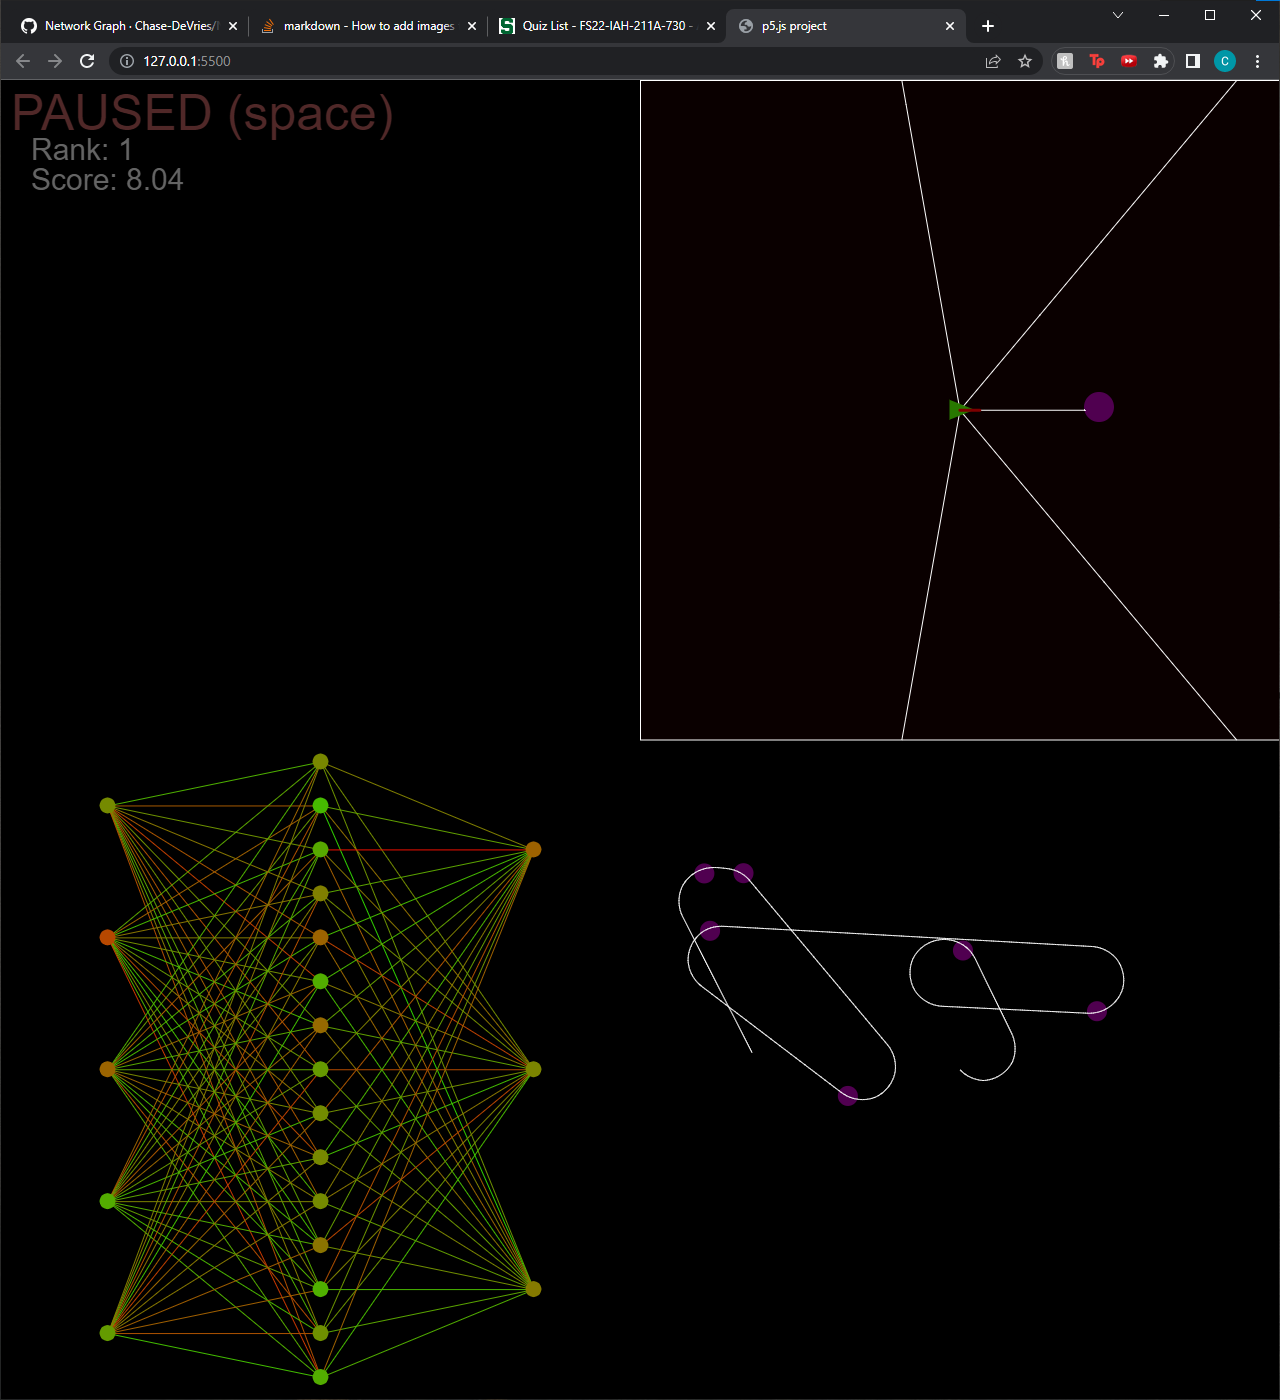 Network Graph · Chase-DeVries/
markdown - How to add images
Quiz List - FS22-IAH-211A-730 -
p5.js project
127.0.0.1:5500
Tp
C
PAUSED (space)
Rank: 1
Score: 8.04